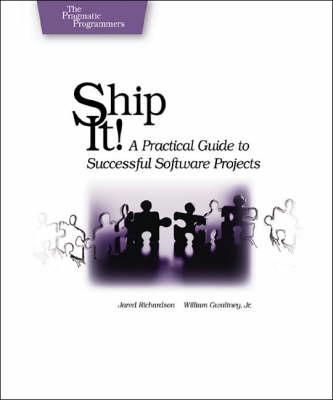 The
Pragmatic
Programmers
Ship
It! A Practical Guide to
Successful Software Projects
Jared Richardson William Gwaltney, Jr.